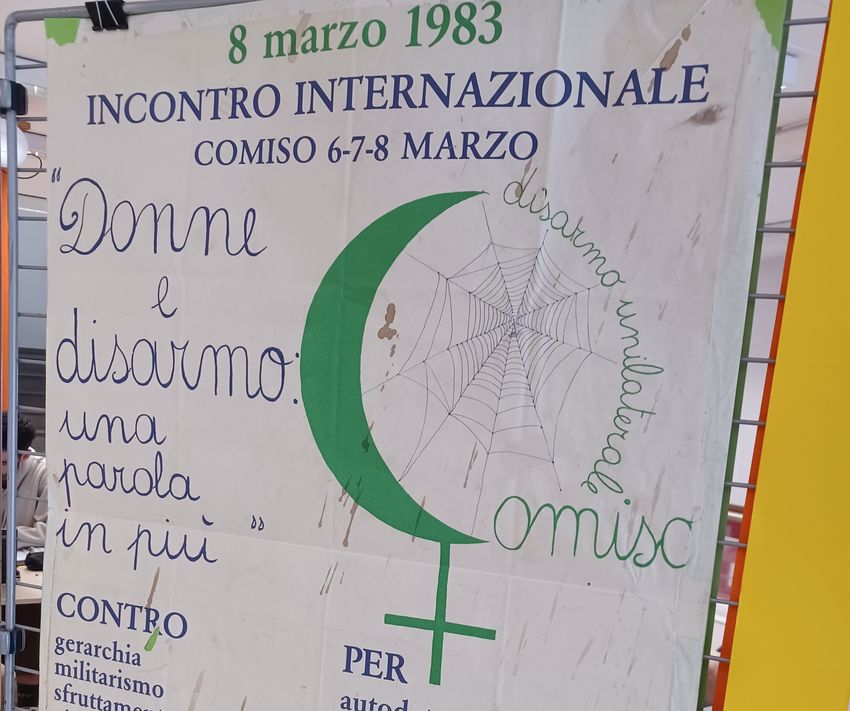 8 marzo 1983
INCONTRO INTERNAZIONALE
COMISO 6-7-8 MARZO
"Donne
e
disarmo:
una
parola
in più"
disarmo unilaterale
omiso
CONTRO
gerarchia
militarismo
PER